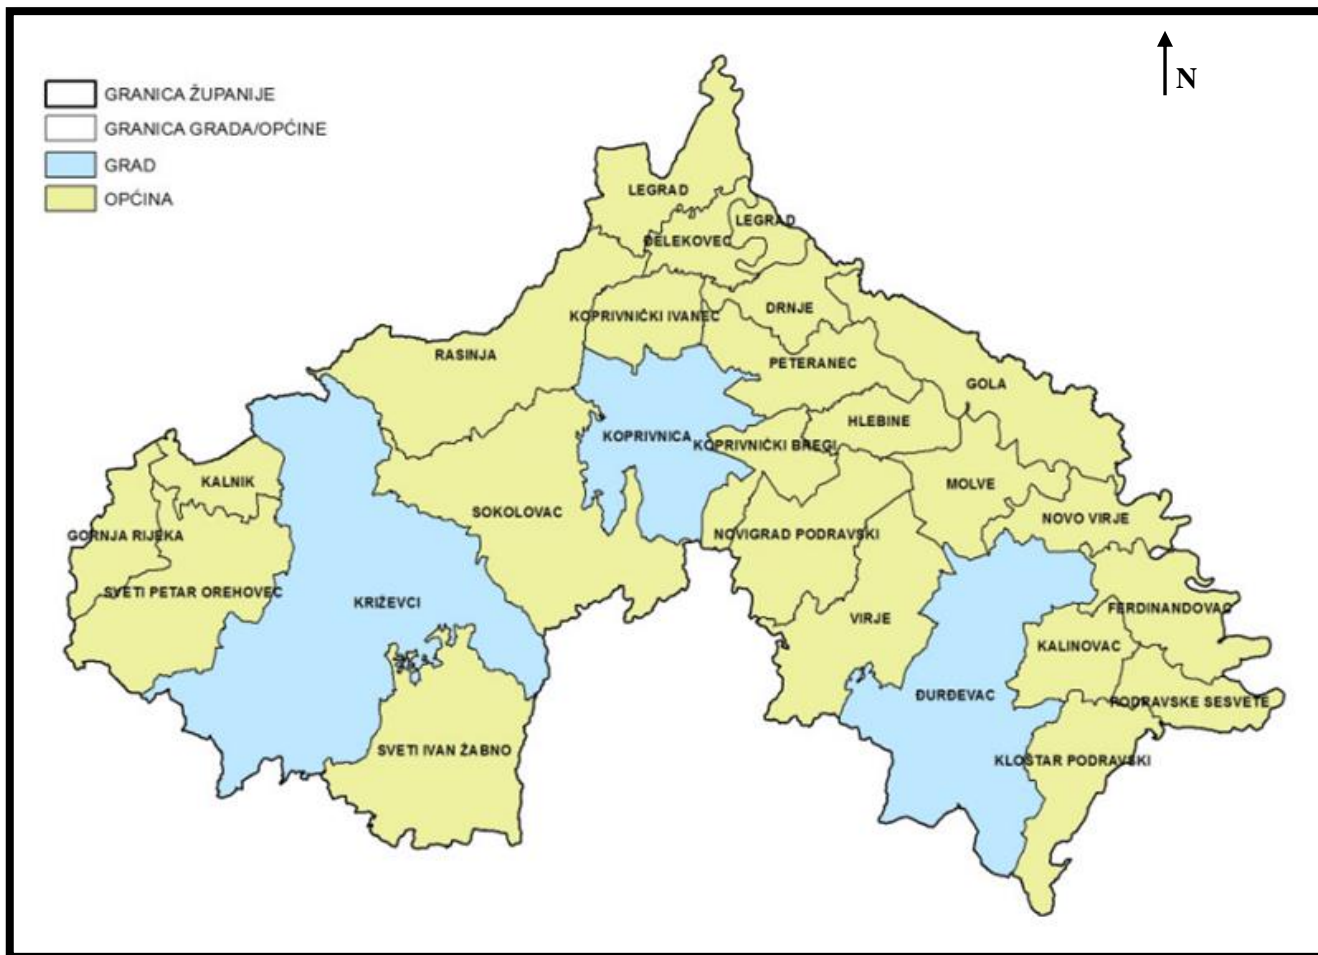 N
GRANICA ŽUPANIJE
GRANICA GRADA/OPĆINE
GRAD
OPĆINA
LEGRAD
LEGRAD
ĐELEKOVEC
DRNJE
KOPRIVNIČKI IVANEC
RASINJA
PETERANEC
GOLA
HLEBINE
KOPRIVNICA
KOPRIVNIČKI BREGI
KALNIK
MOLVE
SOKOLOVAC
NOVO VIRJE
GORNJA RIJEKA
NOVIGRAD PODRAVSKI
SVETI PETAR OREHOVEC
KRIŽEVCI
FERDINANDOVAC
VIRJE
KALINOVAC
ĐURĐEVAC
PODRAVSKE SESVETE
SVETI IVAN ŽABNO
KLOŠTAR PODRAVSKI